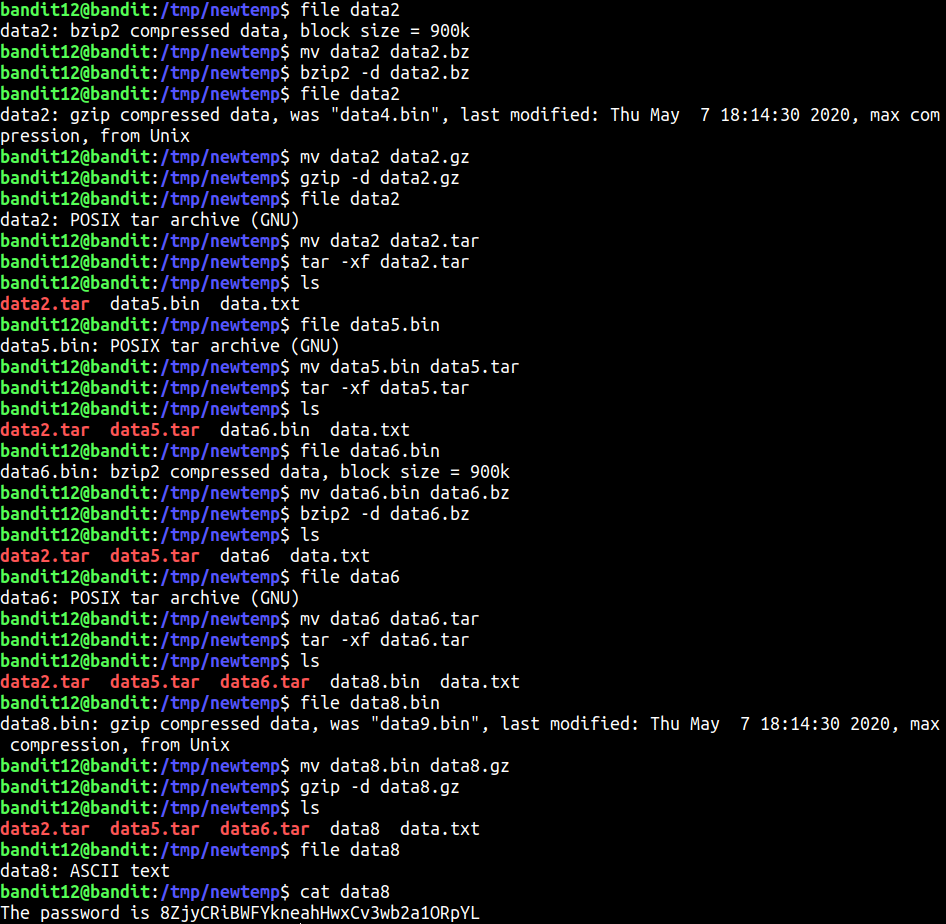 bandit12@bandit:/tmp/newtemp$ file data2
data2: bzip2 compressed data, block size = 900k
bandit12@bandit:/tmp/newtemp$ mv data2 data2.bz
bandit12@bandit:/tmp/newtemp$ bzip2 -d data2.bz
bandit12@bandit:/tmp/newtemp$ file data2
data2: gzip compressed data, was "data4.bin", last modified: Thu May  7 18:14:30 2020, max com
pression, from Unix
bandit12@bandit:/tmp/newtemp$ mv data2 data2.gz
bandit12@bandit:/tmp/newtemp$ gzip -d data2.gz
bandit12@bandit:/tmp/newtemp$ file data2
data2: POSIX tar archive (GNU)
bandit12@bandit:/tmp/newtemp$ mv data2 data2.tar
bandit12@bandit:/tmp/newtemp$ tar -xf data2.tar
bandit12@bandit:/tmp/newtemp$ ls
data2.tar  data5.bin  data.txt
bandit12@bandit:/tmp/newtemp$ file data5.bin
data5.bin: POSIX tar archive (GNU)
bandit12@bandit:/tmp/newtemp$ mv data5.bin data5.tar
bandit12@bandit:/tmp/newtemp$ tar -xf data5.tar
bandit12@bandit:/tmp/newtemp$ ls
data2.tar  data5.tar  data6.bin  data.txt
bandit12@bandit:/tmp/newtemp$ file data6.bin
data6.bin: bzip2 compressed data, block size = 900k
bandit12@bandit:/tmp/newtemp$ mv data6.bin data6.bz
bandit12@bandit:/tmp/newtemp$ bzip2 -d data6.bz
bandit12@bandit:/tmp/newtemp$ ls
data2.tar  data5.tar  data6  data.txt
bandit12@bandit:/tmp/newtemp$ file data6
data6: POSIX tar archive (GNU)
bandit12@bandit:/tmp/newtemp$ mv data6 data6.tar
bandit12@bandit:/tmp/newtemp$ tar -xf data6.tar
bandit12@bandit:/tmp/newtemp$ ls
data2.tar  data5.tar  data6.tar  data8.bin  data.txt
bandit12@bandit:/tmp/newtemp$ file data8.bin
data8.bin: gzip compressed data, was "data9.bin", last modified: Thu May  7 18:14:30 2020, max
 compression, from Unix
bandit12@bandit:/tmp/newtemp$ mv data8.bin data8.gz
bandit12@bandit:/tmp/newtemp$ gzip -d data8.gz
bandit12@bandit:/tmp/newtemp$ ls
data2.tar  data5.tar  data6.tar  data8  data.txt
bandit12@bandit:/tmp/newtemp$ file data8
data8: ASCII text
bandit12@bandit:/tmp/newtemp$ cat data8
The password is 8ZjyCRiBWFYkneahHwxCv3wb2a1ORpYL